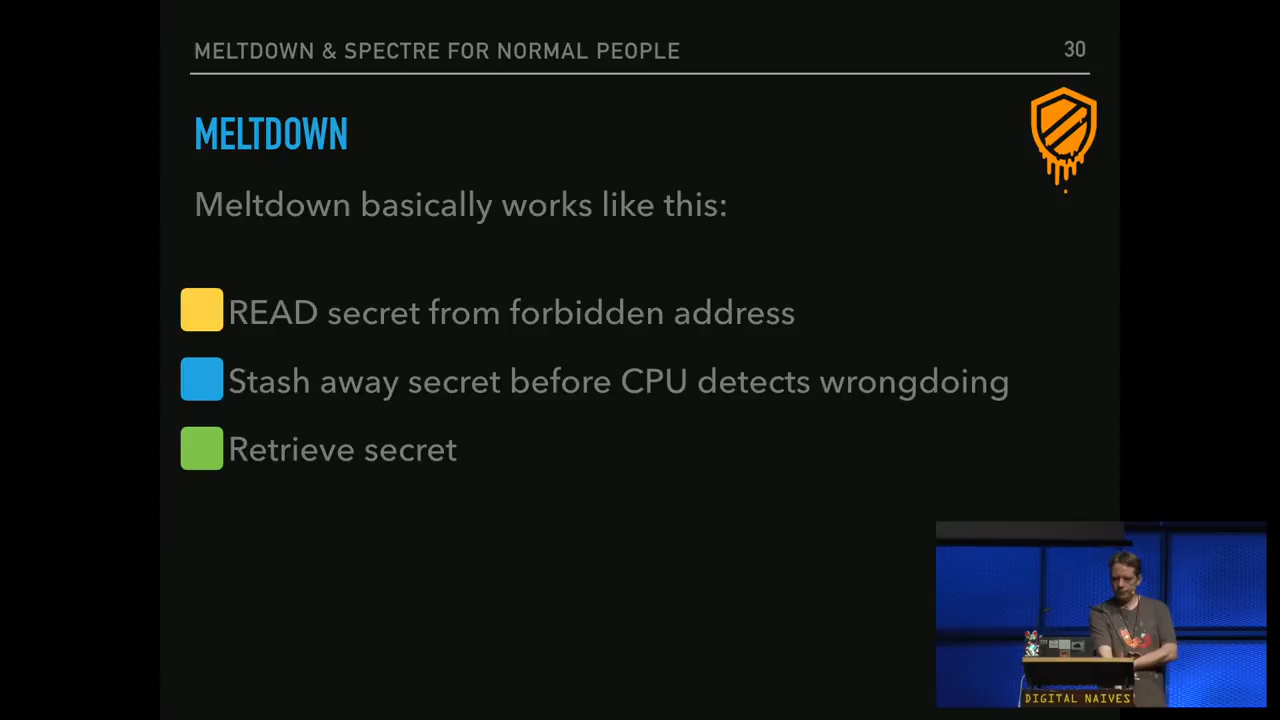 MELTDOWN & SPECTRE FOR NORMAL PEOPLE 30
MELTDOWN
Meltdown basically works like this:
READ secret from forbidden address
Stash away secret before CPU detects wrongdoing
Retrieve secret
DIGITAL NAIVES